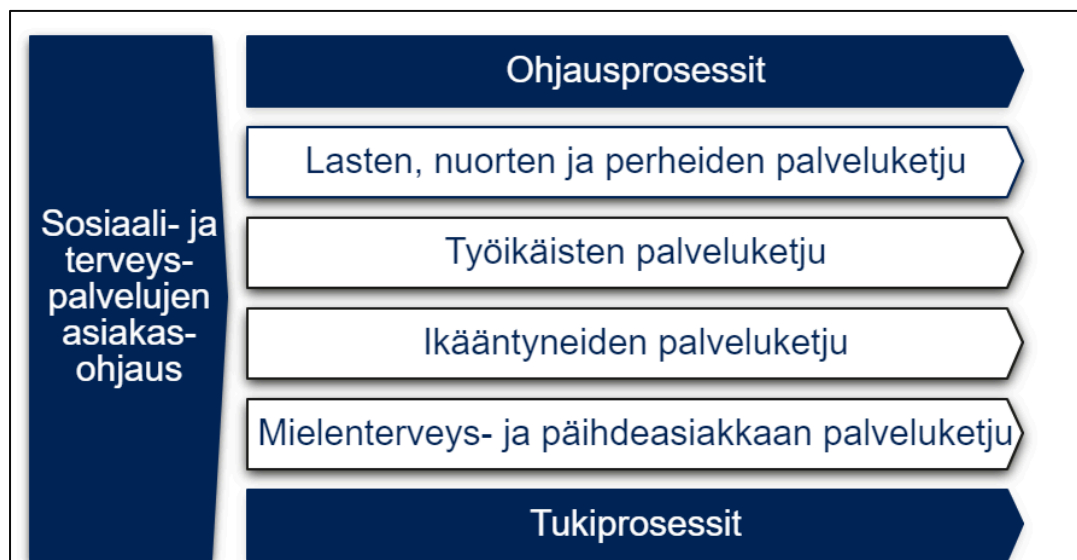 Sosiaali- ja
terveys-
palvelujen
asiakas-
ohjaus
Ohjausprosessit
Lasten, nuorten ja perheiden palveluketju
Työikäisten palveluketju
Ikääntyneiden palveluketju
Mielenterveys- ja päihdeasiakkaan palveluketju
Tukiprosessit